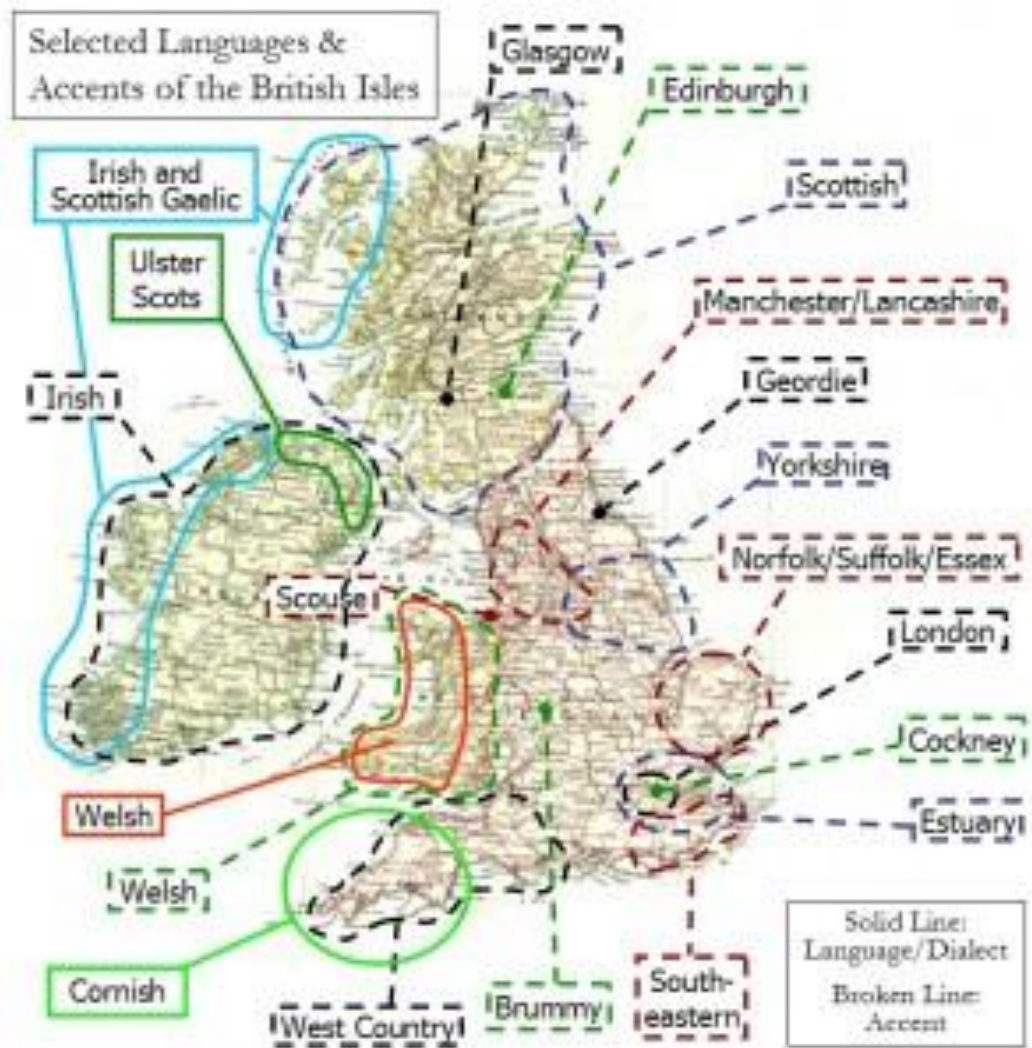 Selected Languages &
Accents of the British Isles
Glasgow
Edinburgh
Irish and
Scottish Gaelic
Scottish
Ulster
Scots
Manchester/Lancashire
Geordie
Irish
Yorkshire
Norfolk/Suffolk/Essex
Scouse
London
Cockney
Welsh
Estuary
Welsh
Solid Line:
Language/Dialect
Broken Line:
Accent
Cornish
West Country
Brummy
South-
eastern